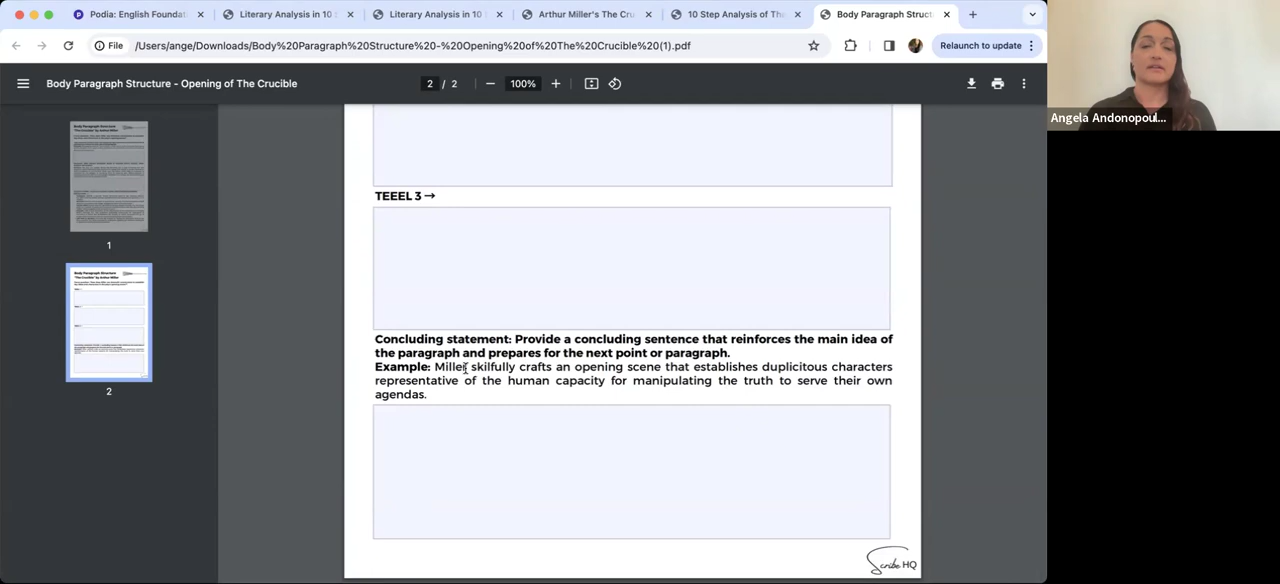 Podia: English Foundat
Literary Analysis in 10 S
Literary Analysis in 10 S
Arthur Miller's The Cru
10 Step Analysis of The
Body Paragraph Structu
File
/Users/ange/Downloads/Body%20Paragraph%20Structure%20-%20Opening%20of%20The%20Crucible%20(1).pdf
Relaunch to update
Body Paragraph Structure - Opening of The Crucible
2 / 2
100%
Angela Andonopoul...
1
2
TEEEL 3 →
Concluding statement: Provide a concluding sentence that reinforces the main idea of
the paragraph and prepares for the next point or paragraph.
Example: Miller skilfully crafts an opening scene that establishes duplicitous characters
representative of the human capacity for manipulating the truth to serve their own
agendas.
Scribe HQ